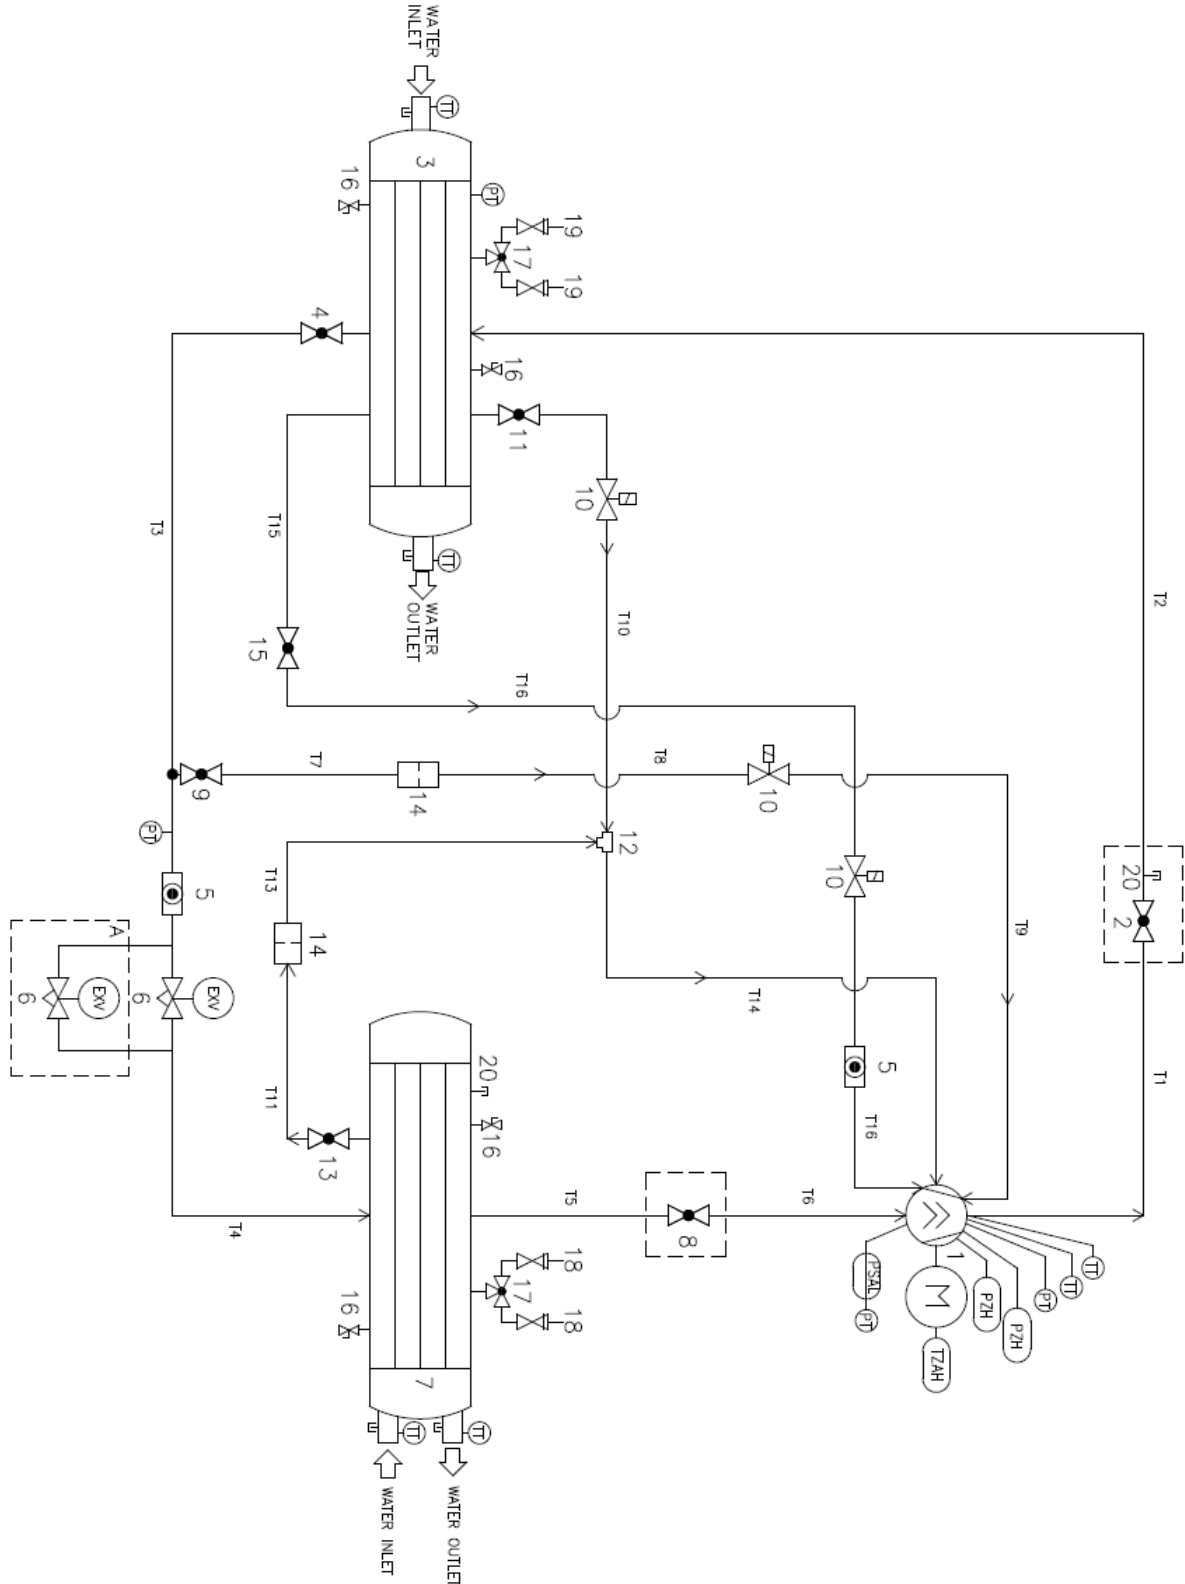 T2
T1
20
2
TT
TT
PT
T9
PZH
PZH
1
M
TZAH
5
T16
PSAL
PT
10
T6
10
T14
8
T8
12
T10
10
19
19
18
18
T5
17
17
T16
11
16
16
20
PT
TT
TT
TT
WATER
INLET
WATER
OUTLET
WATER OUTLET
3
7
14
TT
WATER INLET
16
16
4
13
T7
14
T15
T13
T11
15
T4
EXV
5
9
T3
PT
6
A
EXV
6